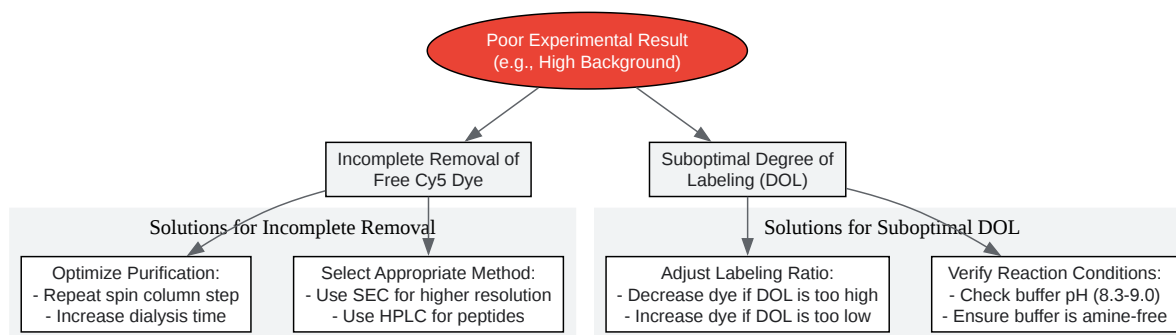 Poor Experimental Result
(e.g., High Background)
Incomplete Removal of
Free Cy5 Dye
Suboptimal Degree of
Labeling (DOL)
Solutions for Incomplete Removal
Solutions for Suboptimal DOL
Optimize Purification:
- Repeat spin column step
- Increase dialysis time
Select Appropriate Method:
- Use SEC for higher resolution
- Use HPLC for peptides
Adjust Labeling Ratio:
- Decrease dye if DOL is too high
- Increase dye if DOL is too low
Verify Reaction Conditions:
- Check buffer pH (8.3-9.0)
- Ensure buffer is amine-free